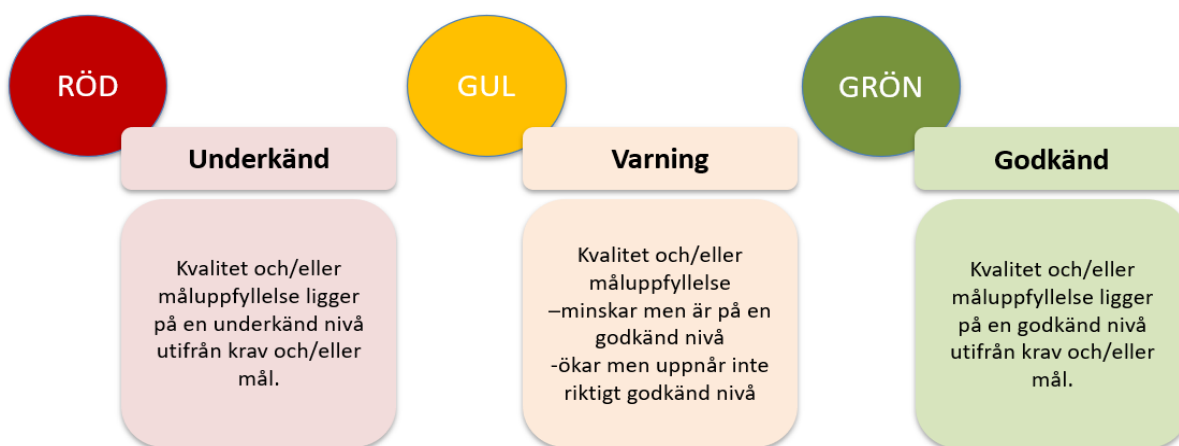 RÖD
Underkänd
Kvalitet och/eller
måluppfyllelse ligger
på en underkänd nivå
utifrån krav och/eller
mål.
GUL
Varning
Kvalitet och/eller
måluppfyllelse
–minskar men är på en
godkänd nivå
-ökar men uppnår inte
riktigt godkänd nivå
GRÖN
Godkänd
Kvalitet och/eller
måluppfyllelse ligger
på en godkänd nivå
utifrån krav och/eller
mål.